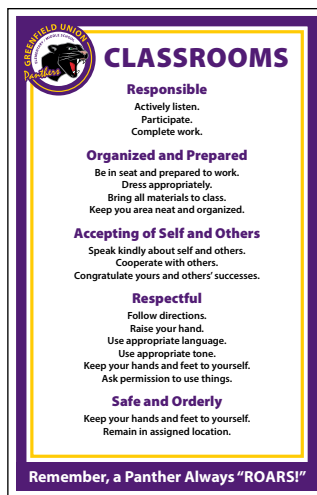 GREENFIELD UNION
ELEMENTARY/MIDDLE SCHOOL
Panthers
CLASSROOMS
Responsible
Actively listen.
Participate.
Complete work.
Organized and Prepared
Be in seat and prepared to work.
Dress appropriately.
Bring all materials to class.
Keep you area neat and organized.
Accepting of Self and Others
Speak kindly about self and others.
Cooperate with others.
Congratulate yours and others’ successes.
Respectful
Follow directions.
Raise your hand.
Use appropriate language.
Use appropriate tone.
Keep your hands and feet to yourself.
Ask permission to use things.
Safe and Orderly
Keep your hands and feet to yourself.
Remain in assigned location.
Remember, a Panther Always “ROARS!”